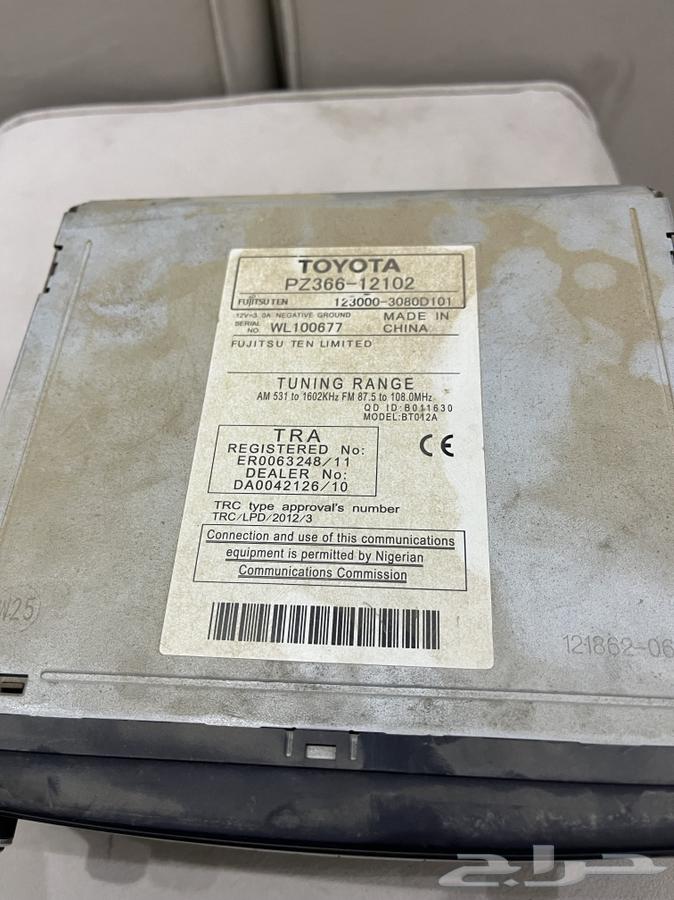 TOYOTA
PZ366-12102
FUJITSU TEN 123000-3080D101
12V⎓3.0A NEGATIVE GROUND MADE IN
SERIAL NO. WL100677 CHINA
FUJITSU TEN LIMITED
TUNING RANGE
AM 531 to 1602KHz FM 87.5 to 108.0MHz
QD ID:B011630
MODEL:BT012A
TRA
REGISTERED No:
ER0063248/11
DEALER No:
DA0042126/10
CE
TRC type approval's number
TRC/LPD/2012/3
Connection and use of this communications
equipment is permitted by Nigerian
Communications Commission
W25
121862-06
حراج